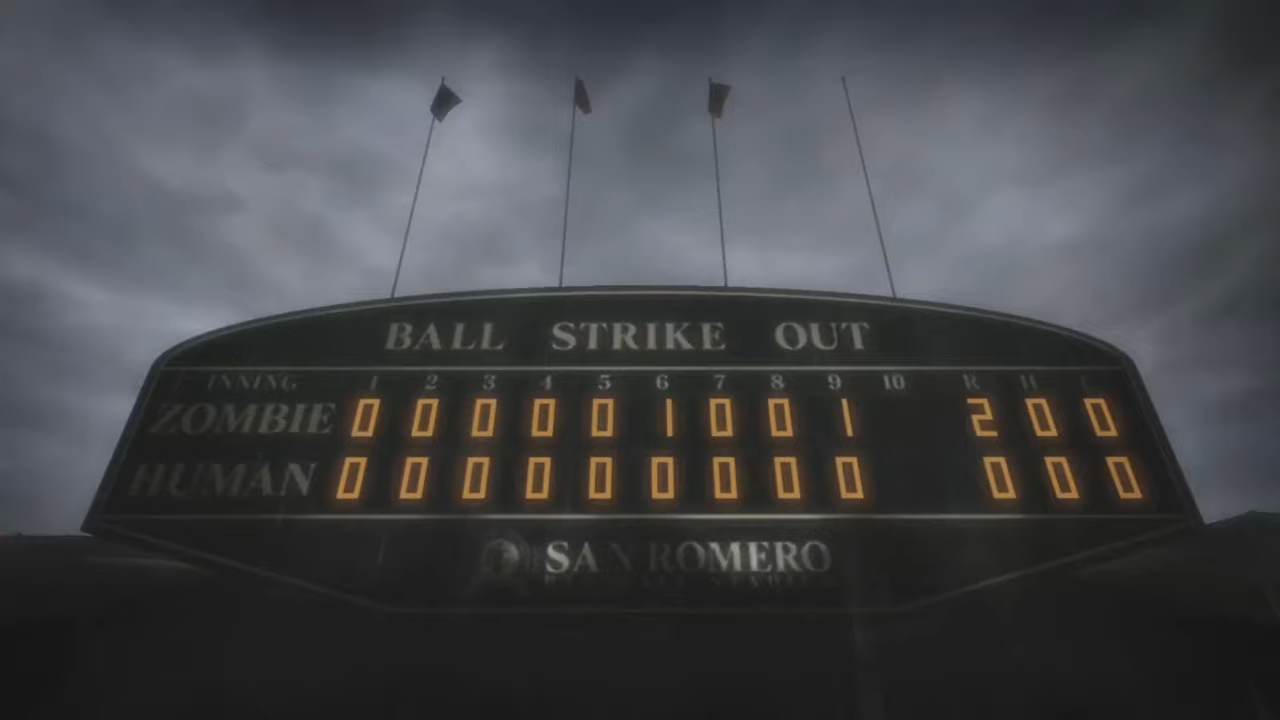 BALL STRIKE OUT
INNING 1 2 3 4 5 6 7 8 9 10 R H E
ZOMBIE 0 0 0 0 0 1 0 0 1 2 0 0
HUMAN 0 0 0 0 0 0 0 0 0 0 0 0
SAN ROMERO